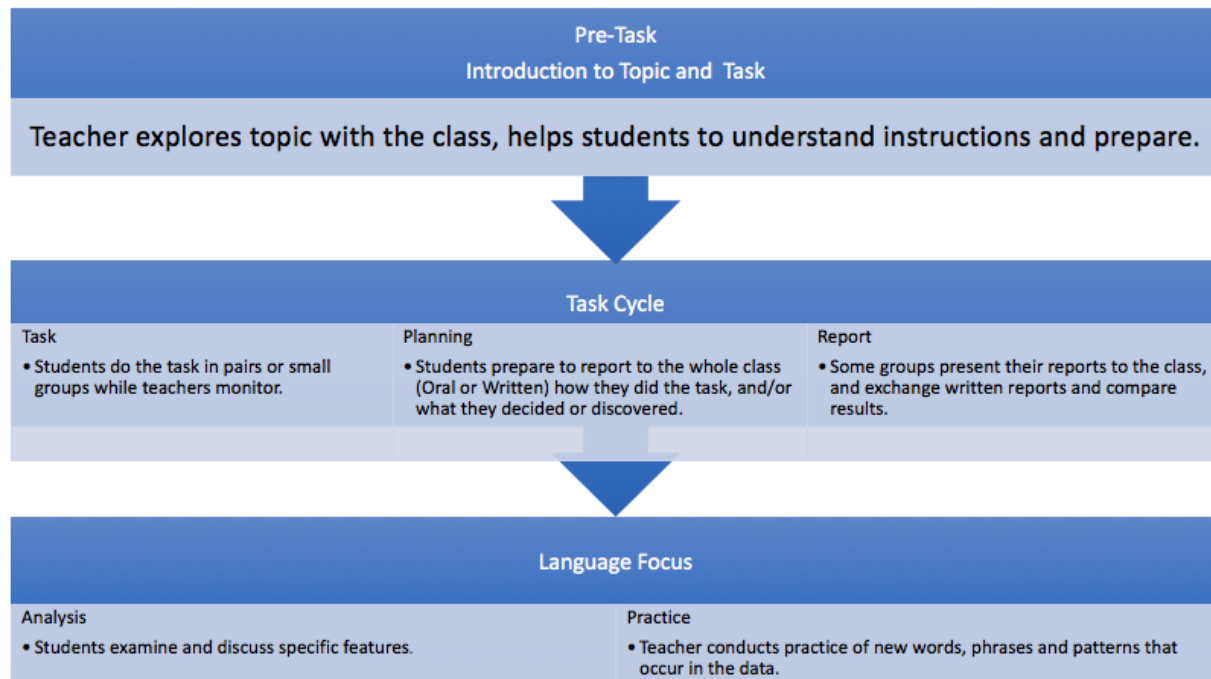 Pre-Task
Introduction to Topic and Task
Teacher explores topic with the class, helps students to understand instructions and prepare.
Task Cycle
Task
• Students do the task in pairs or small
groups while teachers monitor.
Planning
• Students prepare to report to the whole class
(Oral or Written) how they did the task, and/or
what they decided or discovered.
Report
• Some groups present their reports to the class,
and exchange written reports and compare
results.
Language Focus
Analysis
• Students examine and discuss specific features.
Practice
• Teacher conducts practice of new words, phrases and patterns that
occur in the data.